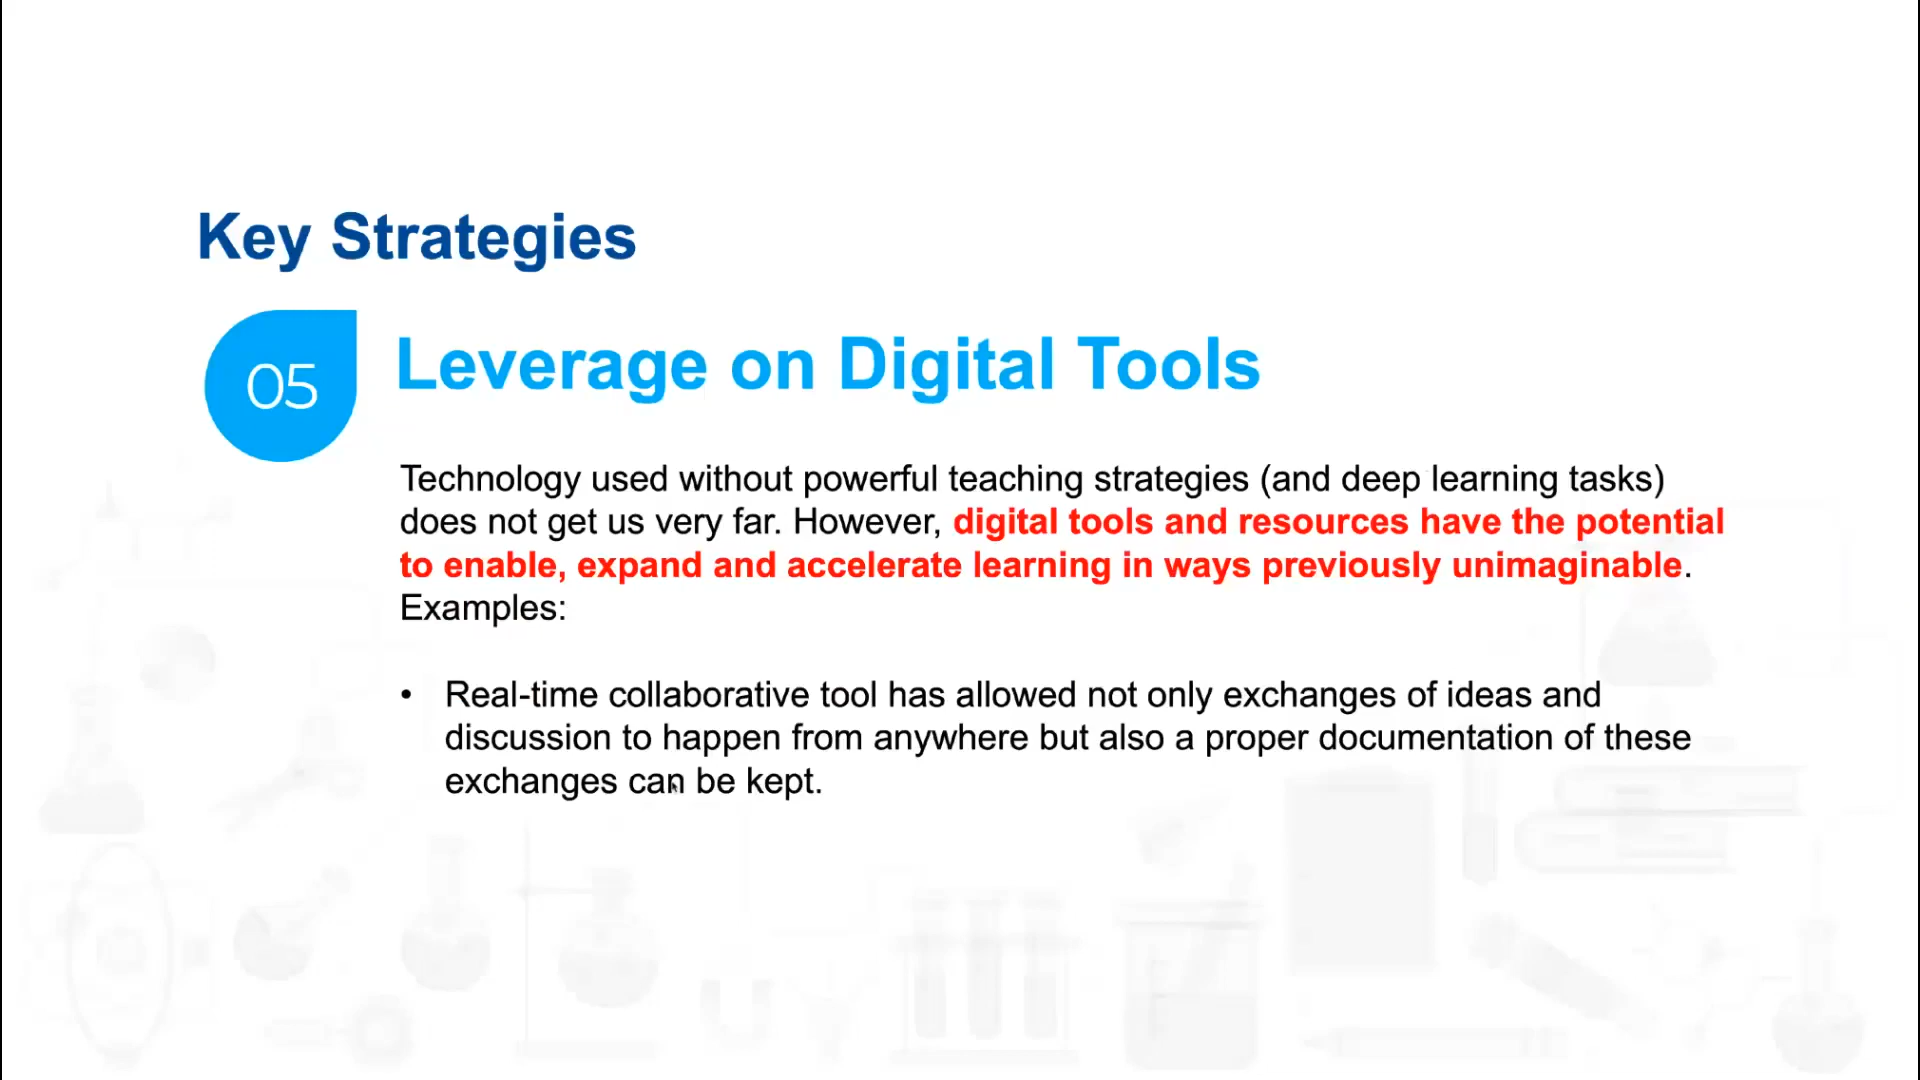 Key Strategies
05
Leverage on Digital Tools
Technology used without powerful teaching strategies (and deep learning tasks)
does not get us very far. However, digital tools and resources have the potential
to enable, expand and accelerate learning in ways previously unimaginable.
Examples:
• Real-time collaborative tool has allowed not only exchanges of ideas and
discussion to happen from anywhere but also a proper documentation of these
exchanges can be kept.